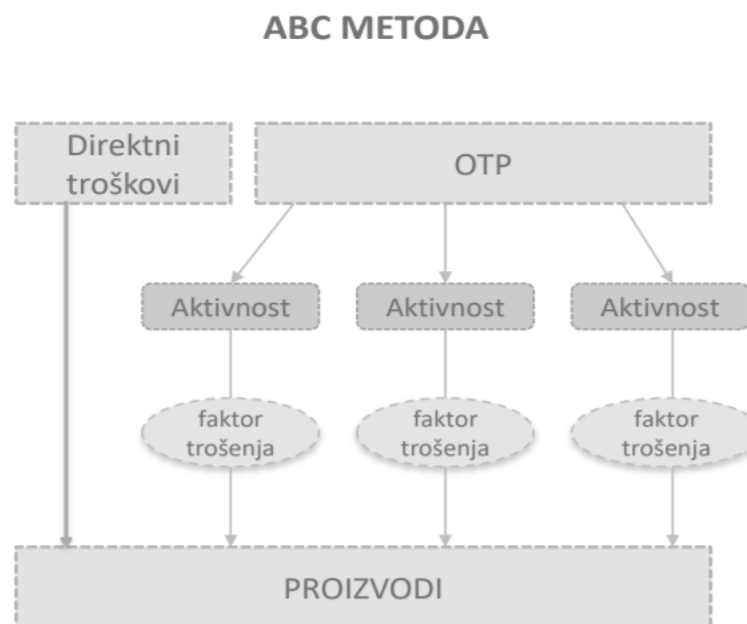 ABC METODA
Direktni
troškovi
OTP
Aktivnost
Aktivnost
Aktivnost
faktor
trošenja
faktor
trošenja
faktor
trošenja
PROIZVODI